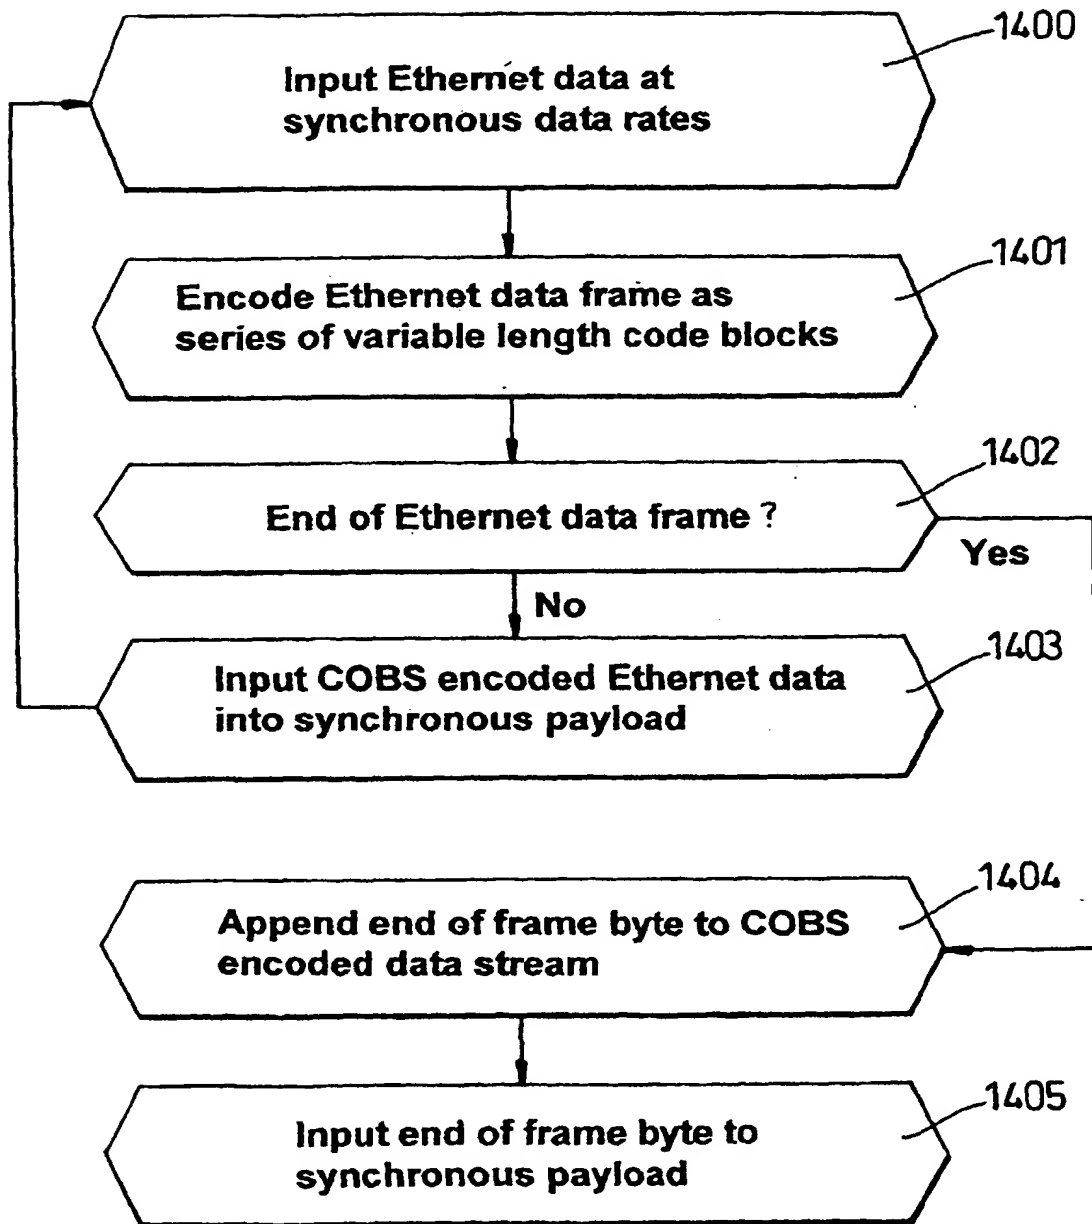 1400
Input Ethernet data at
synchronous data rates
1401
Encode Ethernet data frame as
series of variable length code blocks
1402
End of Ethernet data frame ?
Yes
No
1403
Input COBS encoded Ethernet data
into synchronous payload
1404
Append end of frame byte to COBS
encoded data stream
1405
Input end of frame byte to
synchronous payload